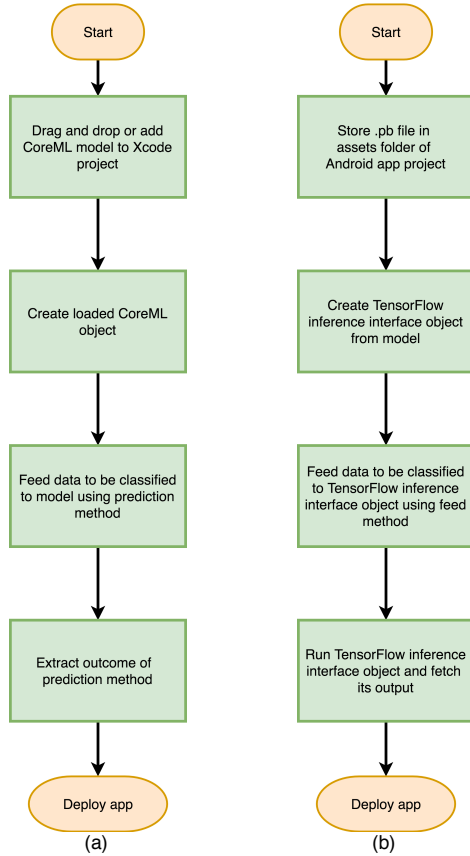 Start
Drag and drop or add
CoreML model to Xcode
project
Create loaded CoreML
object
Feed data to be classified
to model using prediction
method
Extract outcome of
prediction method
Deploy app
(a)
Start
Store .pb file in
assets folder of
Android app project
Create TensorFlow
inference interface object
from model
Feed data to be classified
to TensorFlow inference
interface object using feed
method
Run TensorFlow inference
interface object and fetch
its output
Deploy app
(b)